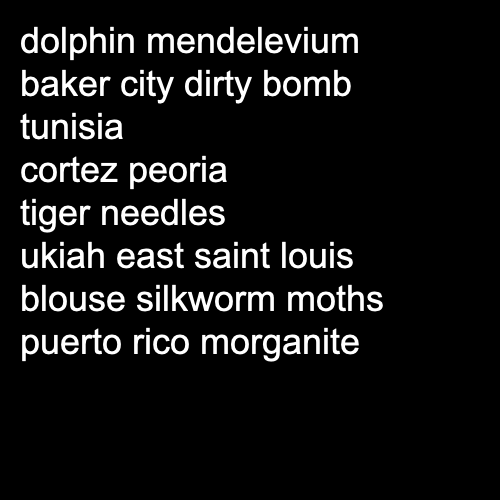 dolphin mendelevium
baker city dirty bomb
tunisia
cortez peoria
tiger needles
ukiah east saint louis
blouse silkworm moths
puerto rico morganite